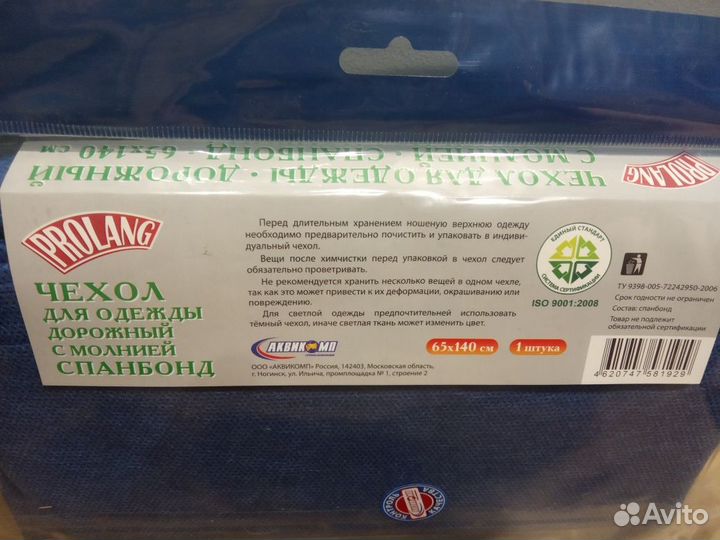 С МОЛНИЕЙ · СПАНБОНД · 65х140 см
ЧЕХОЛ ДЛЯ ОДЕЖДЫ · ДОРОЖНЫЙ
PROLANG
PROLANG
ЧЕХОЛ
ДЛЯ ОДЕЖДЫ
ДОРОЖНЫЙ
С МОЛНИЕЙ
СПАНБОНД
Перед длительным хранением ношеную верхнюю одежду
необходимо предварительно почистить и упаковать в индиви-
дуальный чехол.
Вещи после химчистки перед упаковкой в чехол следует
обязательно проветривать.
Не рекомендуется хранить несколько вещей в одном чехле,
так как это может привести к их деформации, окрашиванию или
повреждению.
Для светлой одежды предпочтительней использовать
тёмный чехол, иначе светлая ткань может изменить цвет.
АКВИКОМП
ООО «АКВИКОМП» Россия, 142403, Московская область,
г. Ногинск, ул. Ильича, промплощадка № 1, строение 2
65х140 см
1 штука
ЕДИНЫЙ СТАНДАРТ
СИСТЕМА СЕРТИФИКАЦИИ
ISO 9001:2008
ТУ 9398-005-72242950-2006
Срок годности не ограничен
Состав: спанбонд
Товар не подлежит
обязательной сертификации
4 620747 581929
КОНТРОЛЬ
КАЧЕСТВА
Avito